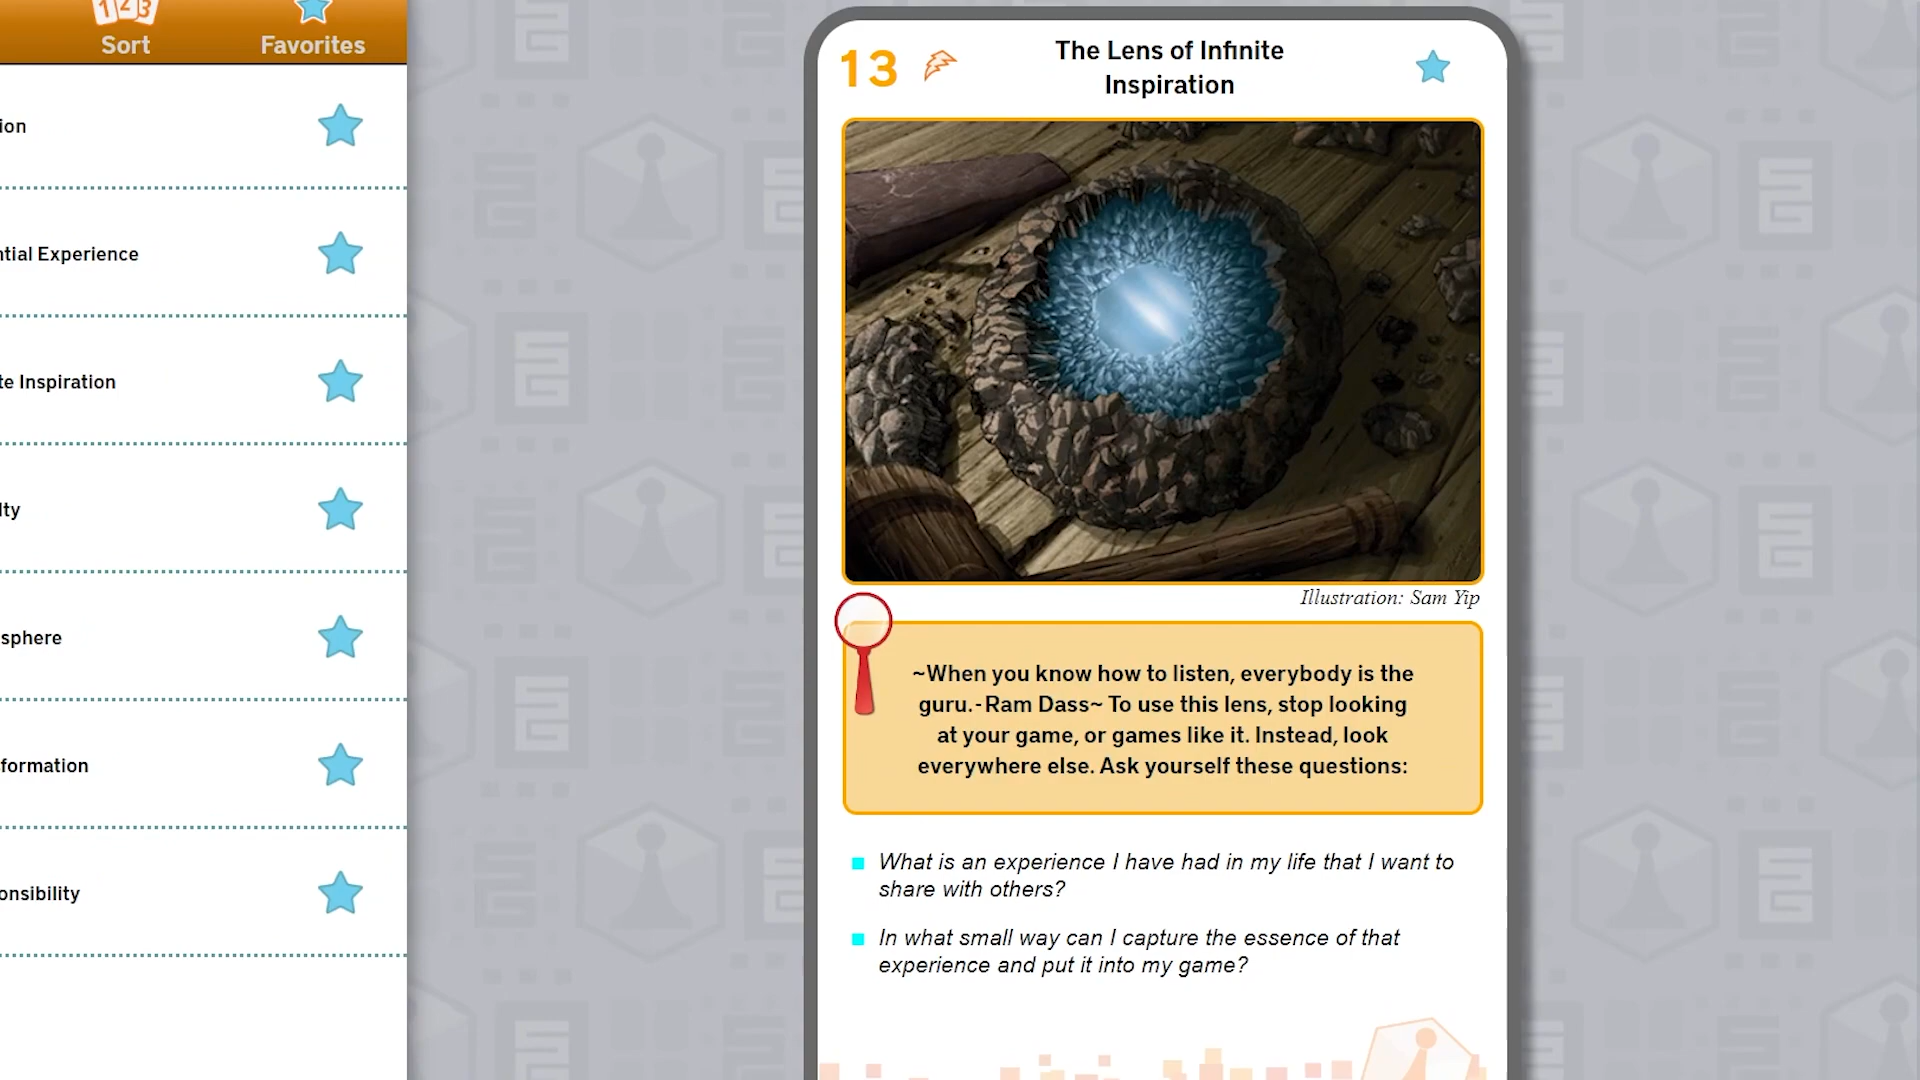 1 2 3
Sort
Favorites
ion
ntial Experience
te Inspiration
lty
sphere
formation
onsibility
13
The Lens of Infinite
Inspiration
Illustration: Sam Yip
~When you know how to listen, everybody is the
guru.-Ram Dass~ To use this lens, stop looking
at your game, or games like it. Instead, look
everywhere else. Ask yourself these questions:
What is an experience I have had in my life that I want to
share with others?
In what small way can I capture the essence of that
experience and put it into my game?